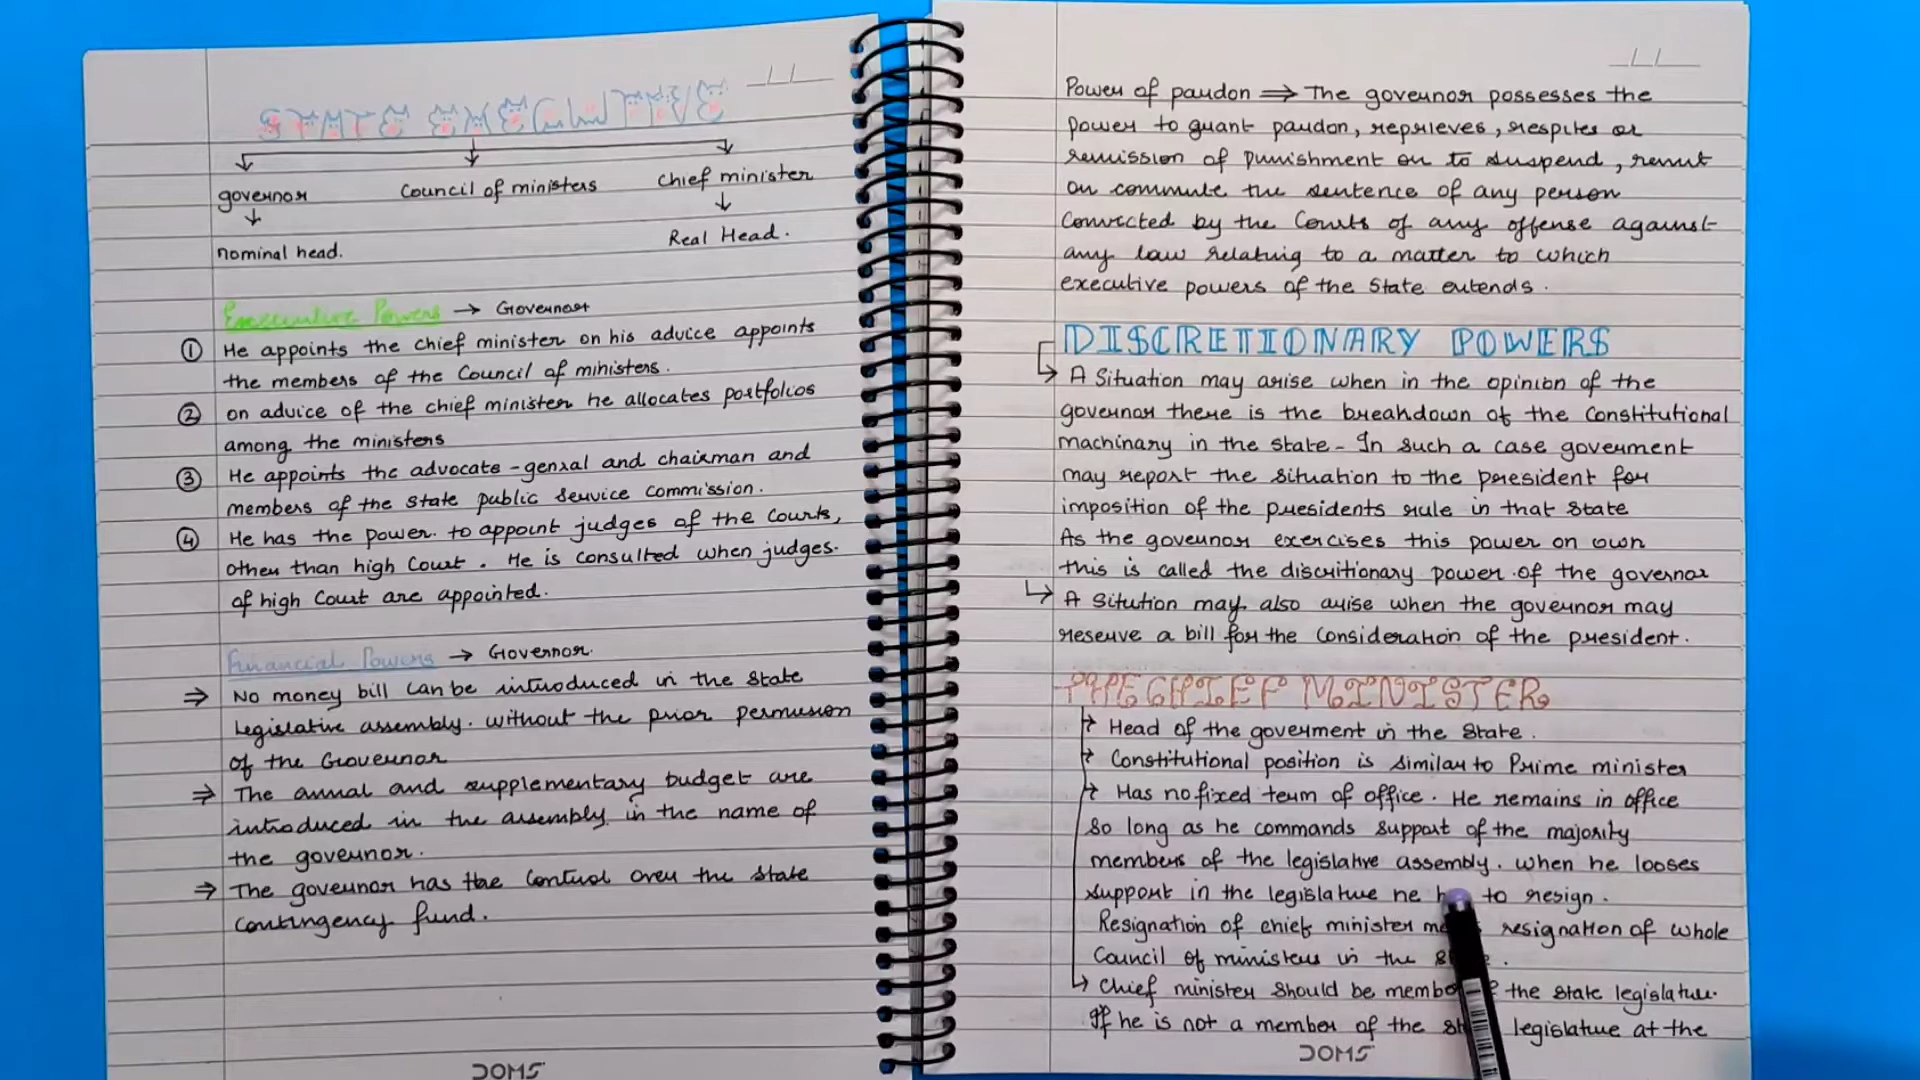 STATE EXECUTIVE
governor
Council of ministers
Chief minister
nominal head.
Real Head.
Executive Powers → Governor
① He appoints the chief minister on his advice appoints
the members of the Council of ministers.
② on advice of the chief minister he allocates portfolios
among the ministers
③ He appoints the advocate-genral and chairman and
members of the state public service commission.
④ He has the power to appoint judges of the Courts,
other than high Court. He is consulted when judges.
of high Court are appointed.
Financial Powers → Governor.
⇒ No money bill can be introduced in the state
legislative assembly. without the prior permission
of the Governor
⇒ The annal and supplementary budget are
introduced in the assembly in the name of
the governor.
⇒ The governor has the control over the state
contingency fund.
DOMS
Power of pardon ⇒ The governor possesses the
power to grant pardon, reprieves, respites or
remission of punishment or to suspend, remit
or commute the sentence of any person
convicted by the Courts of any offense against
any law relating to a matter to which
executive powers of the State extends.
DISCRETIONARY POWERS
A Situation may arise when in the opinion of the
governor there is the breakdown of the Constitutional
machinary in the state - In such a case goverment
may report the situation to the president for
imposition of the presidents rule in that state
As the governor exercises this power on own
this is called the discritionary power of the governor
A Sitution may also arise when the governor may
reserve a bill for the consideration of the president.
THE CHIEF MINISTER
Head of the goverment in the State.
Constitutional position is similar to Prime minister
Has no fixed term of office. He remains in office
so long as he commands support of the majority
members of the legislative assembly. when he looses
support in the legislature he to resign.
Resignation of chief minister resignation of whole
Council of ministers in the
Chief minister should be the state legislature.
If he is not a member of the legislature at the
DOMS